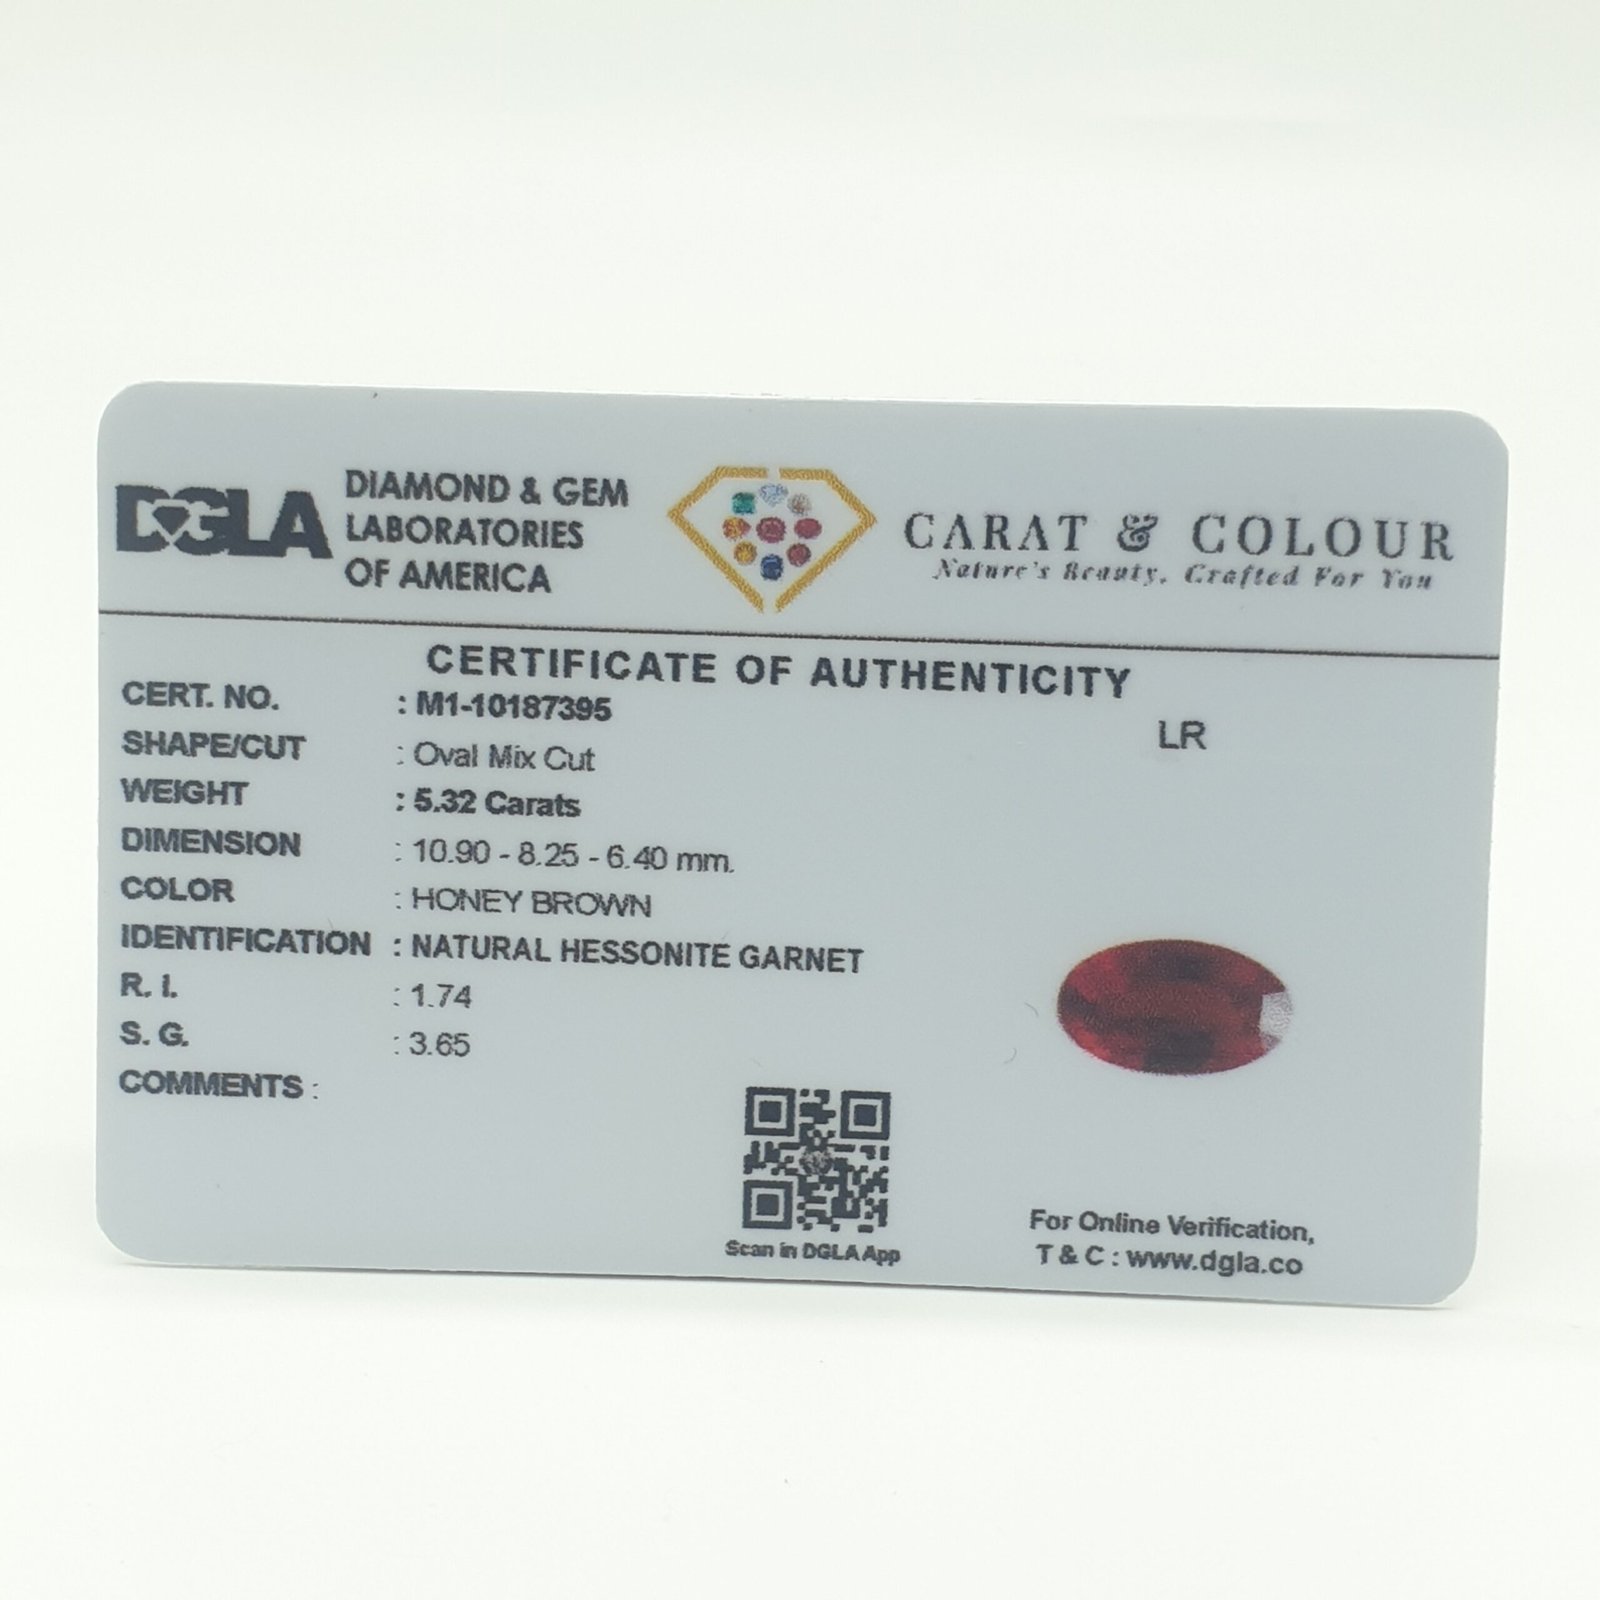 DGLA
DIAMOND & GEM
LABORATORIES
OF AMERICA
CARAT & COLOUR
Nature's Beauty, Crafted For You
CERTIFICATE OF AUTHENTICITY
CERT. NO. : M1-10187395
LR
SHAPE/CUT : Oval Mix Cut
WEIGHT : 5.32 Carats
DIMENSION : 10.90 - 8.25 - 6.40 mm.
COLOR : HONEY BROWN
IDENTIFICATION : NATURAL HESSONITE GARNET
R. I. : 1.74
S. G. : 3.65
COMMENTS :
Scan in DGLA App
For Online Verification,
T & C : www.dgla.co